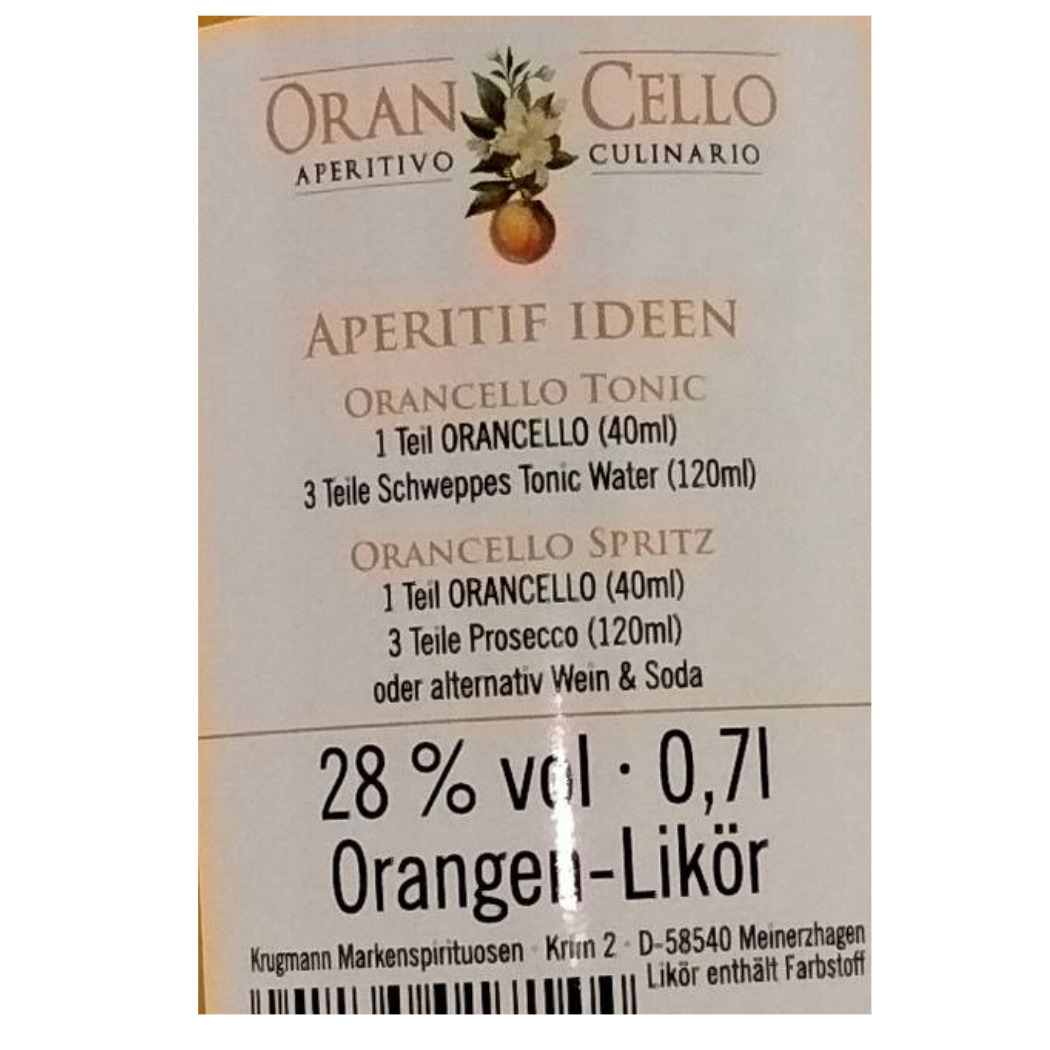 ORANCELLO
APERITIVO CULINARIO
APERITIF IDEEN
ORANCELLO TONIC
1 Teil ORANCELLO (40ml)
3 Teile Schweppes Tonic Water (120ml)
ORANCELLO SPRITZ
1 Teil ORANCELLO (40ml)
3 Teile Prosecco (120ml)
oder alternativ Wein & Soda
28 % vol · 0,7l
Orangen-Likör
Krugmann Markenspirituosen · Krim 2 · D-58540 Meinerzhagen
Likör enthält Farbstoff